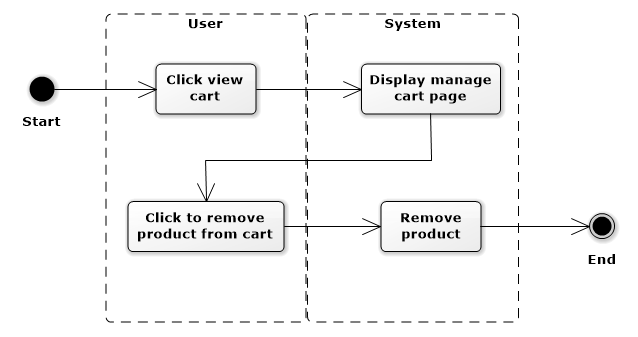 User
System
Click view
cart
Display manage
cart page
Start
Click to remove
product from cart
Remove
product
End